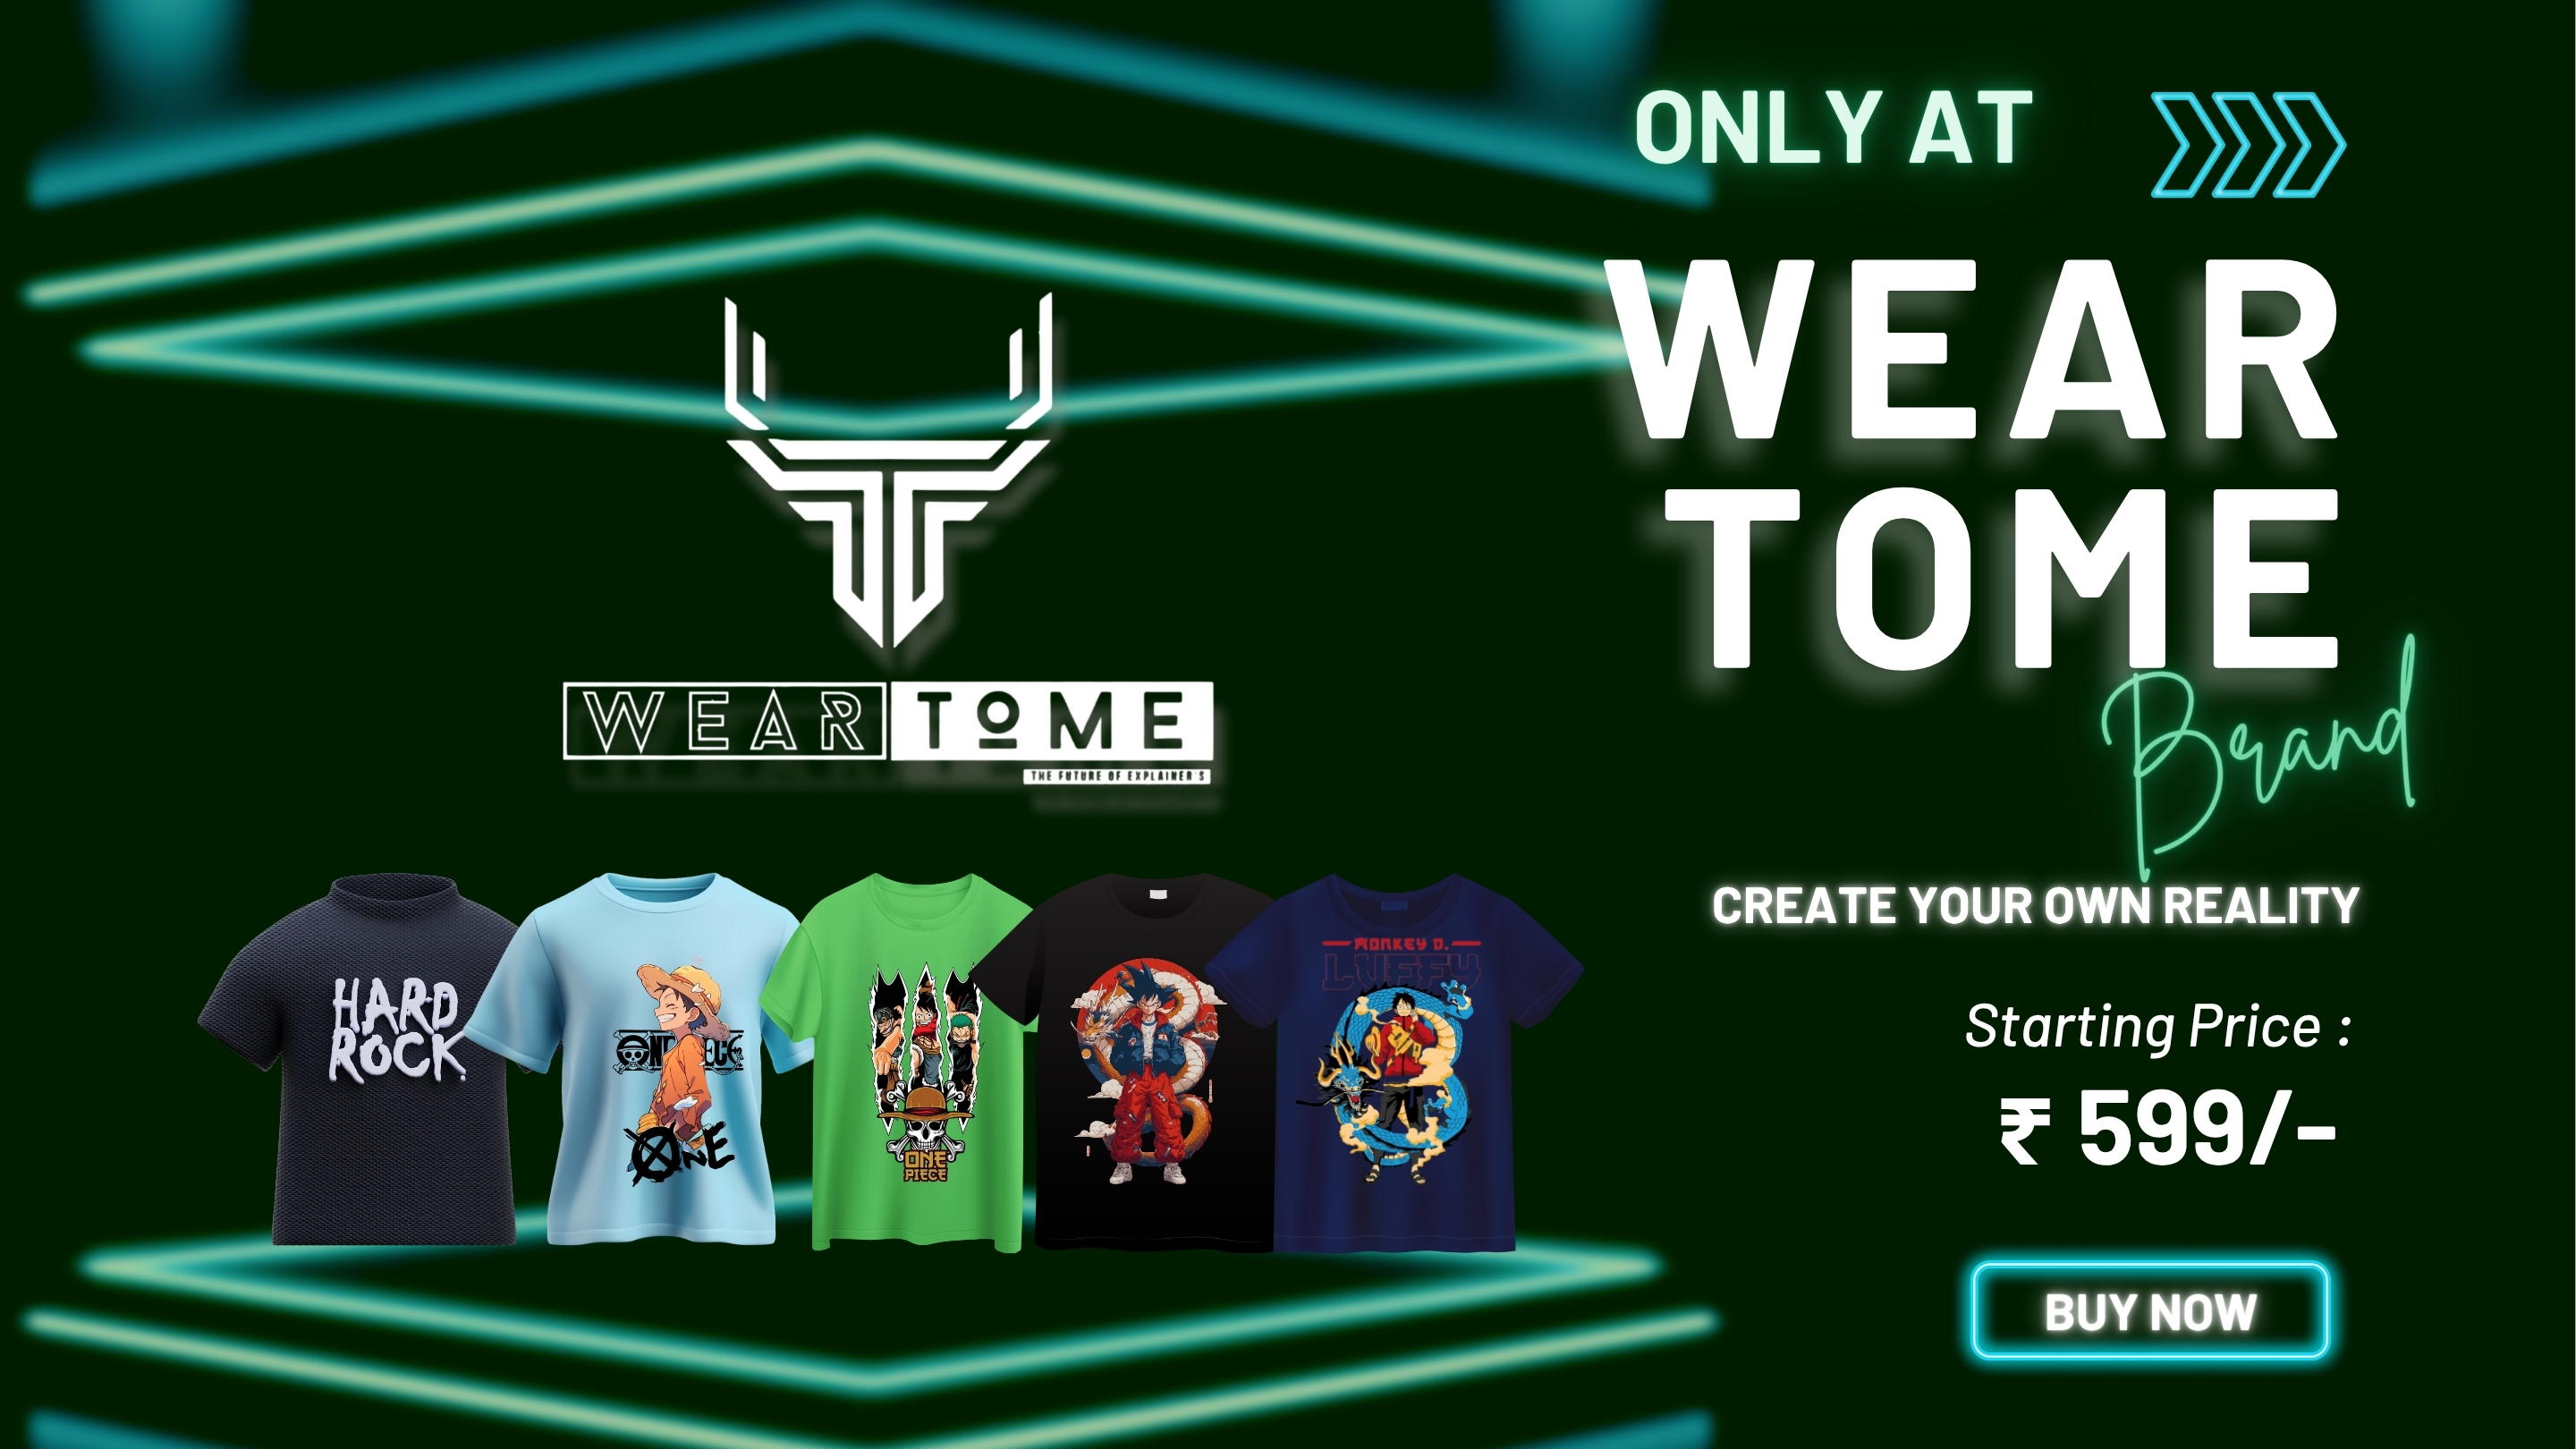 ONLY AT
WEAR
TOME
Brand
CREATE YOUR OWN REALITY
Starting Price :
₹ 599/-
BUY NOW
WEAR TOME
THE FUTURE OF EXPLAINER'S
HARD
ROCK
ONE PIECE
ONE
ONE
PIECE
MONKEY D.
LUFFY